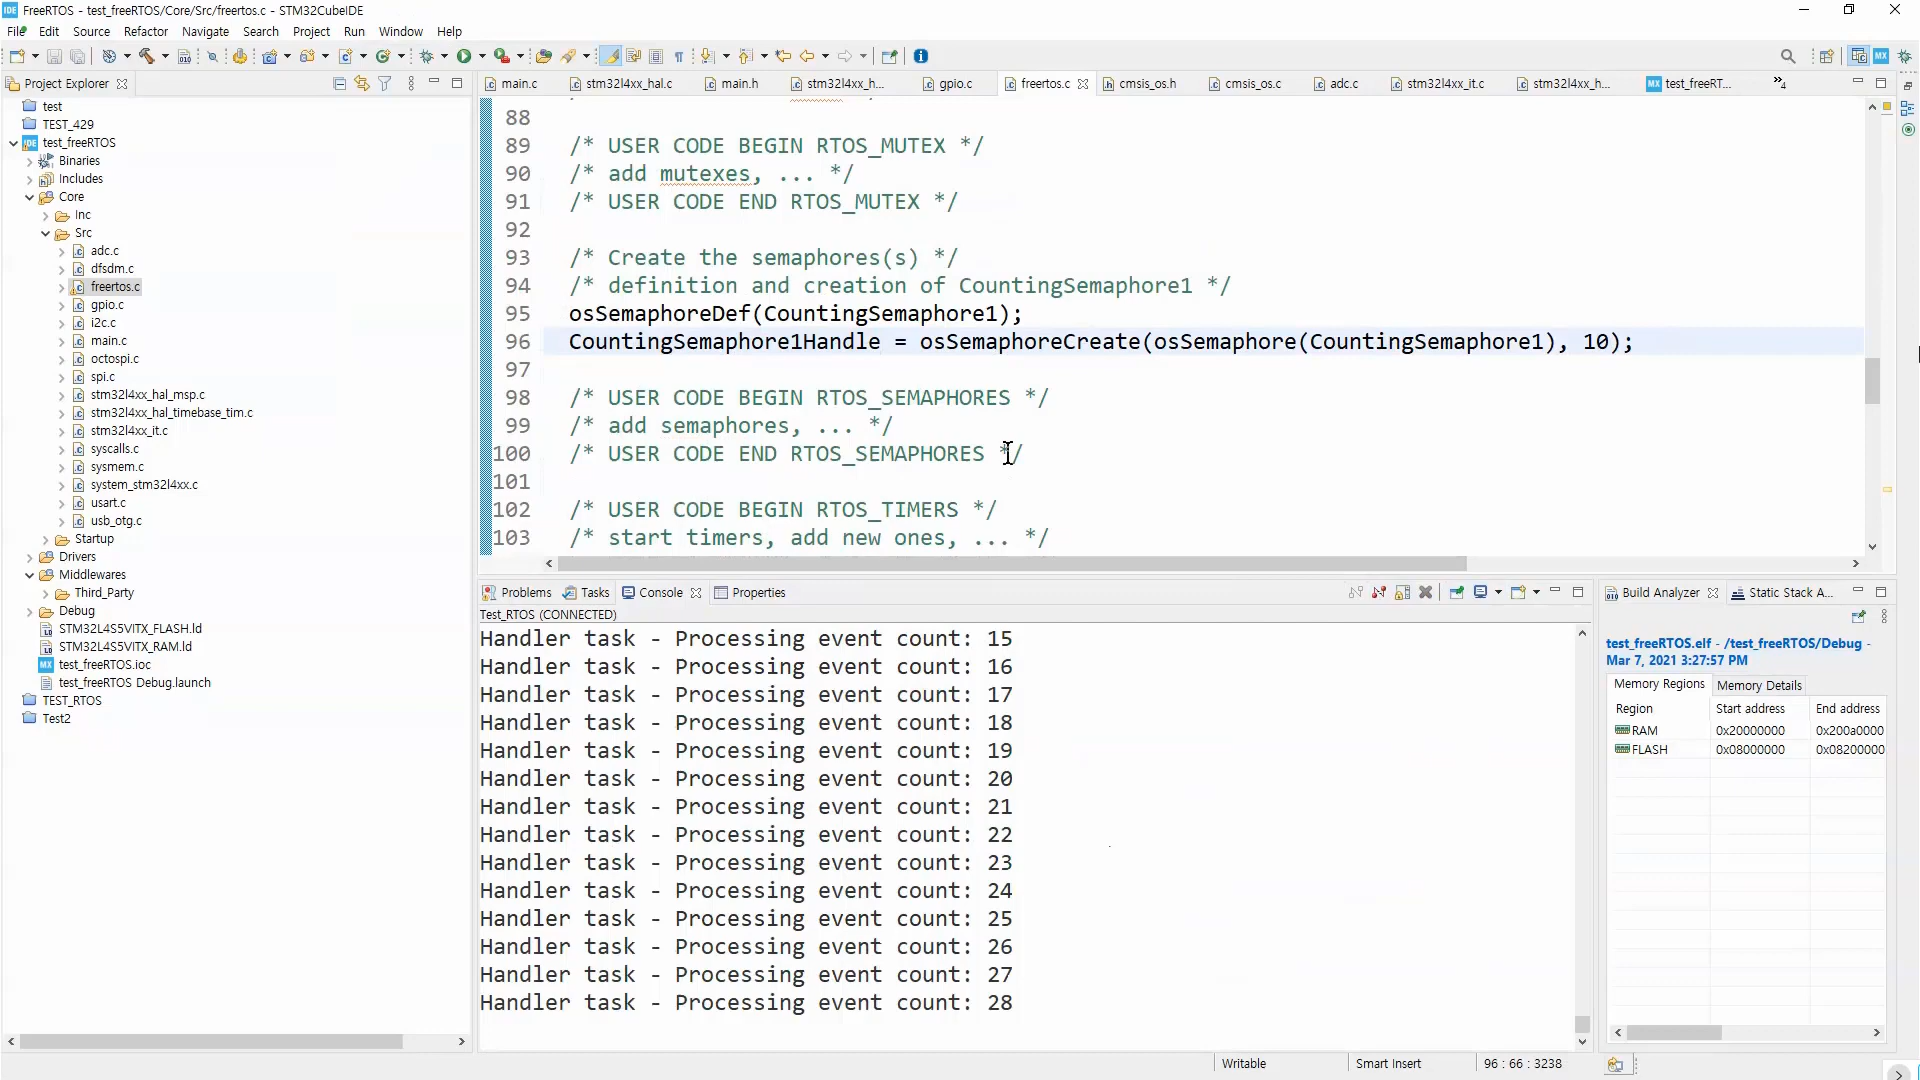 FreeRTOS - test_freeRTOS/Core/Src/freertos.c - STM32CubeIDE
File Edit Source Refactor Navigate Search Project Run Window Help
Project Explorer
test
TEST_429
test_freeRTOS
Binaries
Includes
Core
Inc
Src
adc.c
dfsdm.c
freertos.c
gpio.c
i2c.c
main.c
octospi.c
spi.c
stm32l4xx_hal_msp.c
stm32l4xx_hal_timebase_tim.c
stm32l4xx_it.c
syscalls.c
sysmem.c
system_stm32l4xx.c
usart.c
usb_otg.c
Startup
Drivers
Middlewares
Third_Party
Debug
STM32L4S5VITX_FLASH.ld
STM32L4S5VITX_RAM.ld
test_freeRTOS.ioc
test_freeRTOS Debug.launch
TEST_RTOS
Test2
main.c stm32l4xx_hal.c main.h stm32l4xx_h... gpio.c freertos.c cmsis_os.h cmsis_os.c adc.c stm32l4xx_it.c stm32l4xx_h... test_freeRT... 4
88
89 /* USER CODE BEGIN RTOS_MUTEX */
90 /* add mutexes, ... */
91 /* USER CODE END RTOS_MUTEX */
92
93 /* Create the semaphores(s) */
94 /* definition and creation of CountingSemaphore1 */
95 osSemaphoreDef(CountingSemaphore1);
96 CountingSemaphore1Handle = osSemaphoreCreate(osSemaphore(CountingSemaphore1), 10);
97
98 /* USER CODE BEGIN RTOS_SEMAPHORES */
99 /* add semaphores, ... */
100 /* USER CODE END RTOS_SEMAPHORES */
101
102 /* USER CODE BEGIN RTOS_TIMERS */
103 /* start timers, add new ones, ... */
Problems Tasks Console Properties
Test_RTOS (CONNECTED)
Handler task - Processing event count: 15
Handler task - Processing event count: 16
Handler task - Processing event count: 17
Handler task - Processing event count: 18
Handler task - Processing event count: 19
Handler task - Processing event count: 20
Handler task - Processing event count: 21
Handler task - Processing event count: 22
Handler task - Processing event count: 23
Handler task - Processing event count: 24
Handler task - Processing event count: 25
Handler task - Processing event count: 26
Handler task - Processing event count: 27
Handler task - Processing event count: 28
Build Analyzer Static Stack A...
test_freeRTOS.elf - /test_freeRTOS/Debug -
Mar 7, 2021 3:27:57 PM
Memory Regions Memory Details
Region Start address End address
RAM 0x20000000 0x200a0000
FLASH 0x08000000 0x08200000
Writable Smart Insert 96 : 66 : 3238